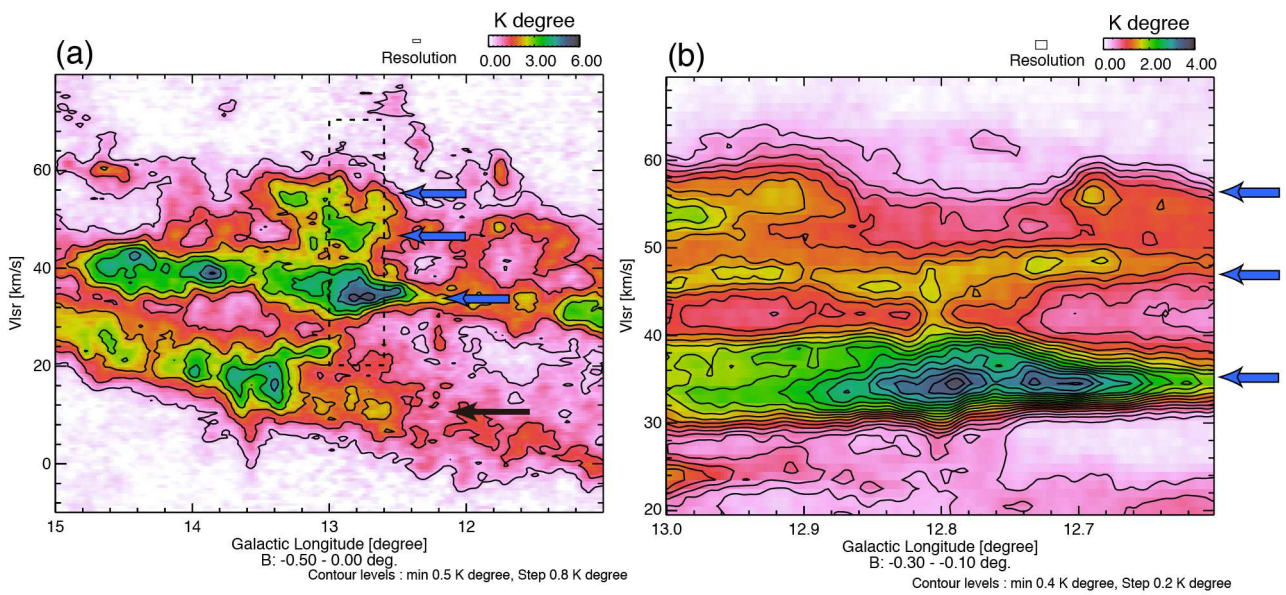 (a)
Resolution
K degree
0.00 3.00 6.00
Vlsr [km/s]
60
40
20
0
15 14 13 12
Galactic Longitude [degree]
B: -0.50 - 0.00 deg.
Contour levels : min 0.5 K degree, Step 0.8 K degree
(b)
Resolution
K degree
0.00 2.00 4.00
Vlsr [km/s]
60
50
40
30
20
13.0 12.9 12.8 12.7
Galactic Longitude [degree]
B: -0.30 - -0.10 deg.
Contour levels : min 0.4 K degree, Step 0.2 K degree